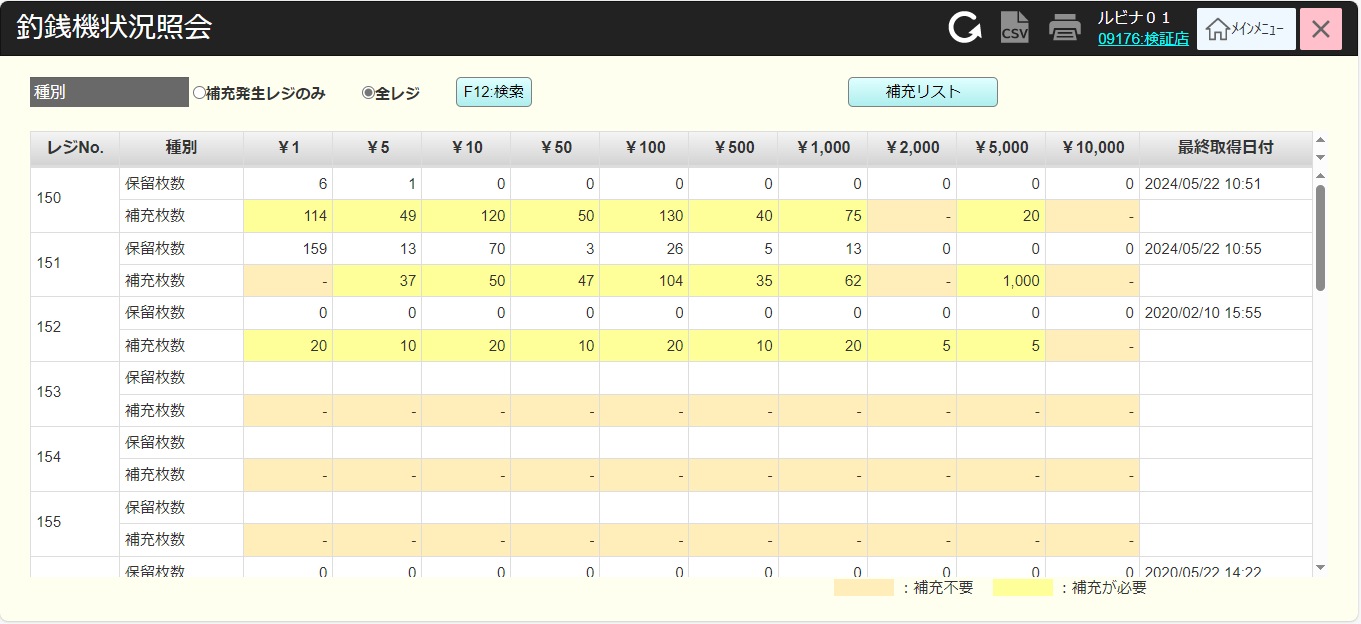 釣銭機状況照会
CSV
ルビナ０１
09176:検証店
ﾒｲﾝﾒﾆｭｰ
種別 補充発生レジのみ 全レジ F12:検索 補充リスト
レジNo. 種別 ￥1 ￥5 ￥10 ￥50 ￥100 ￥500 ￥1,000 ￥2,000 ￥5,000 ￥10,000 最終取得日付
150
保留枚数 6 1 0 0 0 0 0 0 0 0 2024/05/22 10:51
補充枚数 114 49 120 50 130 40 75 - 20 -
151
保留枚数 159 13 70 3 26 5 13 0 0 0 2024/05/22 10:55
補充枚数 - 37 50 47 104 35 62 - 1,000 -
152
保留枚数 0 0 0 0 0 0 0 0 0 0 2020/02/10 15:55
補充枚数 20 10 20 10 20 10 20 5 5 -
153
保留枚数
補充枚数 - - - - - - - - - -
154
保留枚数
補充枚数 - - - - - - - - - -
155
保留枚数
補充枚数 - - - - - - - - - -
保留枚数 0 0 0 0 0 0 0 0 0 0 2020/05/22 14:22
：補充不要 ：補充が必要